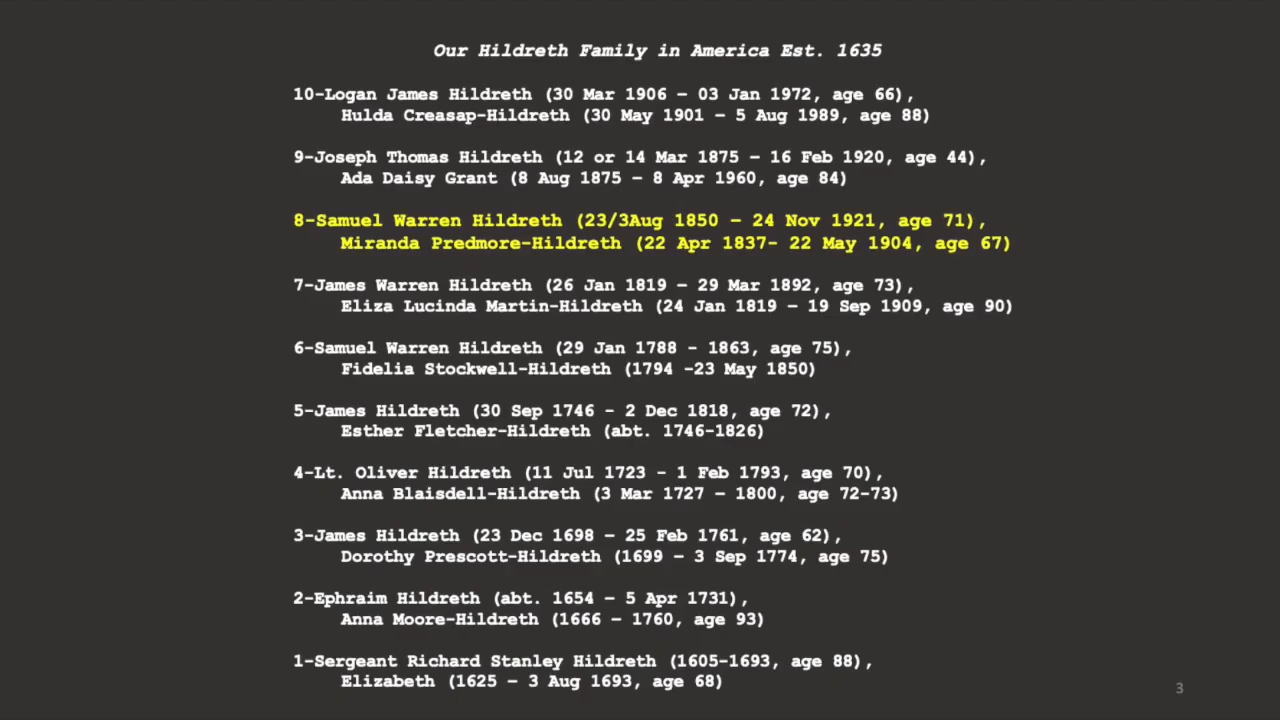 Our Hildreth Family in America Est. 1635
10-Logan James Hildreth (30 Mar 1906 – 03 Jan 1972, age 66),
Hulda Creasap-Hildreth (30 May 1901 – 5 Aug 1989, age 88)
9-Joseph Thomas Hildreth (12 or 14 Mar 1875 – 16 Feb 1920, age 44),
Ada Daisy Grant (8 Aug 1875 – 8 Apr 1960, age 84)
8-Samuel Warren Hildreth (23/3Aug 1850 – 24 Nov 1921, age 71),
Miranda Predmore-Hildreth (22 Apr 1837- 22 May 1904, age 67)
7-James Warren Hildreth (26 Jan 1819 – 29 Mar 1892, age 73),
Eliza Lucinda Martin-Hildreth (24 Jan 1819 – 19 Sep 1909, age 90)
6-Samuel Warren Hildreth (29 Jan 1788 - 1863, age 75),
Fidelia Stockwell-Hildreth (1794 -23 May 1850)
5-James Hildreth (30 Sep 1746 - 2 Dec 1818, age 72),
Esther Fletcher-Hildreth (abt. 1746-1826)
4-Lt. Oliver Hildreth (11 Jul 1723 - 1 Feb 1793, age 70),
Anna Blaisdell-Hildreth (3 Mar 1727 – 1800, age 72-73)
3-James Hildreth (23 Dec 1698 – 25 Feb 1761, age 62),
Dorothy Prescott-Hildreth (1699 – 3 Sep 1774, age 75)
2-Ephraim Hildreth (abt. 1654 – 5 Apr 1731),
Anna Moore-Hildreth (1666 – 1760, age 93)
1-Sergeant Richard Stanley Hildreth (1605-1693, age 88),
Elizabeth (1625 – 3 Aug 1693, age 68)
3